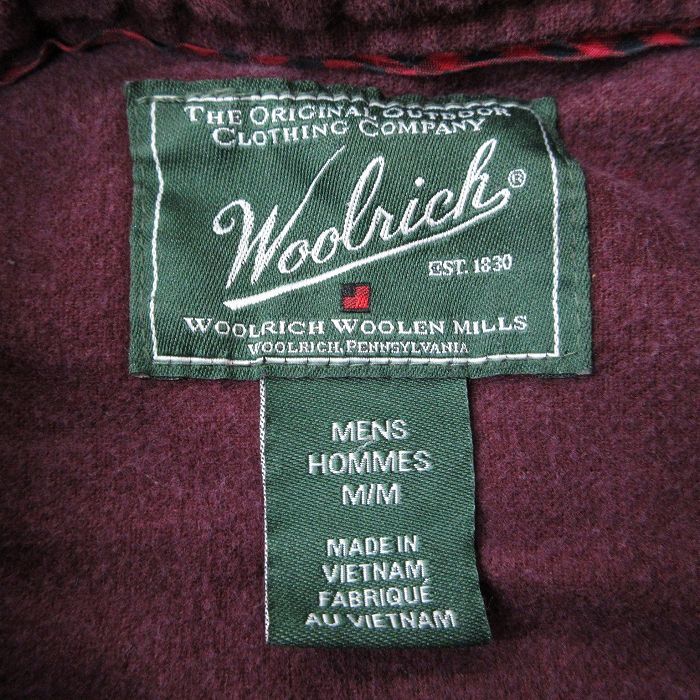 THE ORIGINAL OUTDOOR
CLOTHING COMPANY
Woolrich®
EST. 1830
WOOLRICH WOOLEN MILLS
WOOLRICH, PENNSYLVANIA
MENS
HOMMES
M/M
MADE IN
VIETNAM
FABRIQUÉ
AU VIETNAM